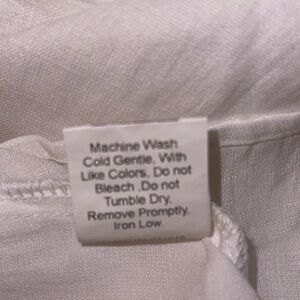 Machine Wash
Cold Gentle, With
Like Colors, Do not
Bleach ,Do not
Tumble Dry,
Remove Promptly,
Iron Low,